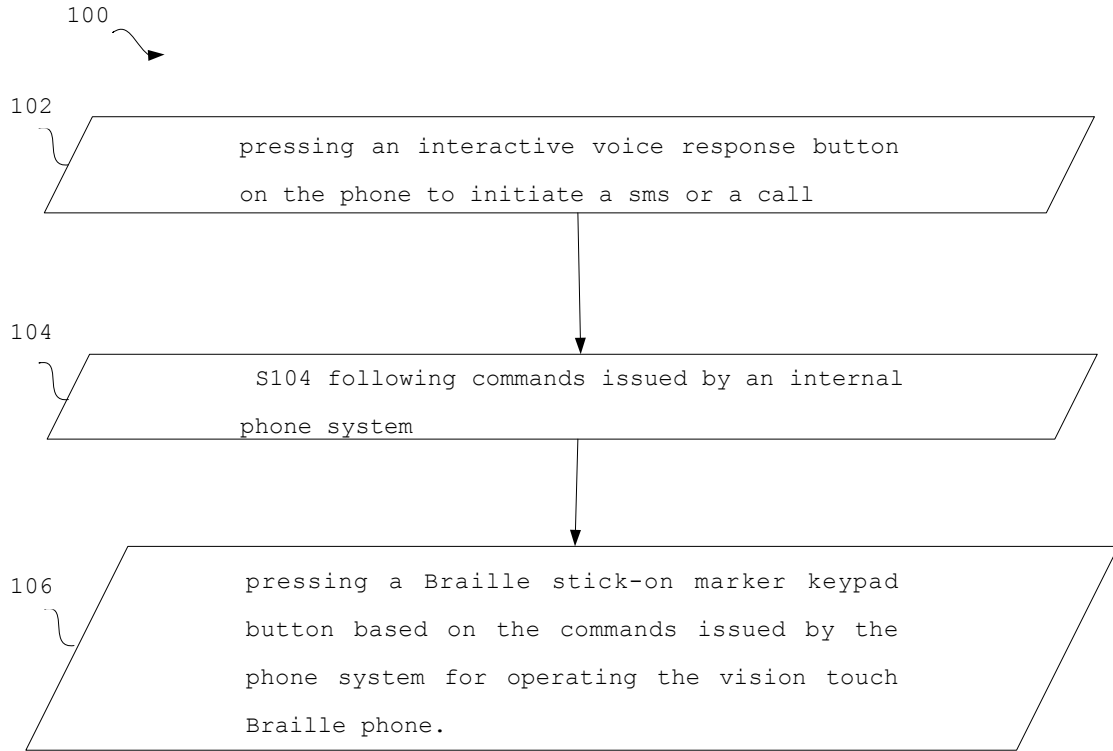 100
102
pressing an interactive voice response button
on the phone to initiate a sms or a call
104
S104 following commands issued by an internal
phone system
106
pressing a Braille stick-on marker keypad
button based on the commands issued by the
phone system for operating the vision touch
Braille phone.